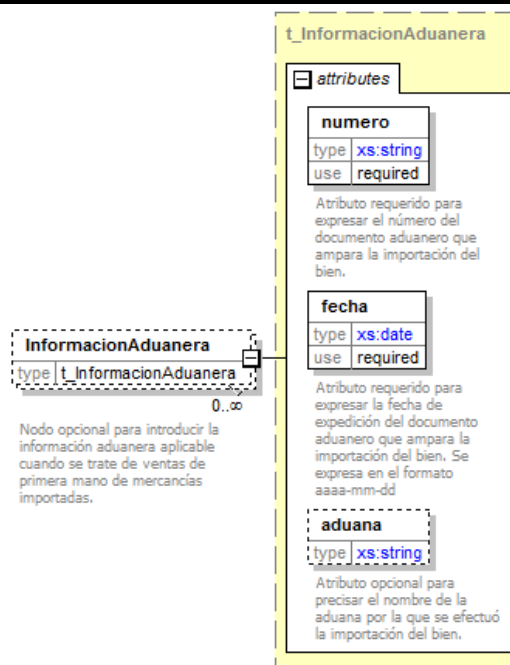 t_InformacionAduanera
attributes
numero
type xs:string
use required
Atributo requerido para
expresar el número del
documento aduanero que
ampara la importación del
bien.
fecha
type xs:date
use required
Atributo requerido para
expresar la fecha de
expedición del documento
aduanero que ampara la
importación del bien. Se
expresa en el formato
aaaa-mm-dd
aduana
type xs:string
Atributo opcional para
precisar el nombre de la
aduana por la que se efectuó
la importación del bien.
InformacionAduanera
type t_InformacionAduanera
0..∞
Nodo opcional para introducir la
información aduanera aplicable
cuando se trate de ventas de
primera mano de mercancías
importadas.